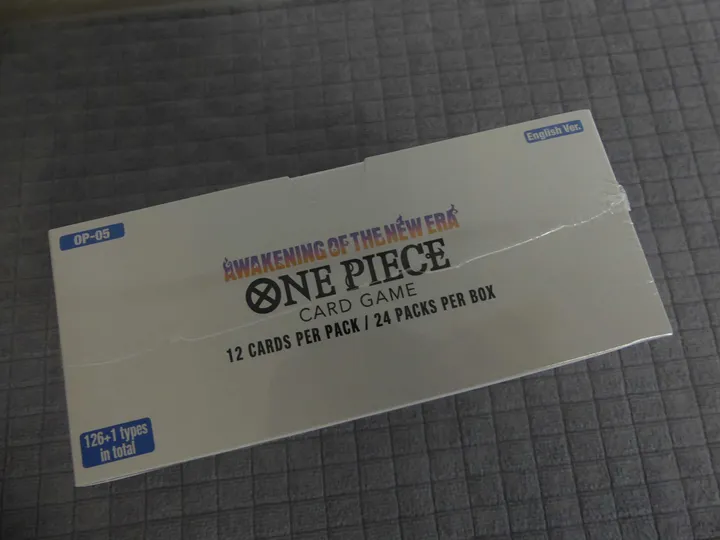 English Ver.
OP-05
AWAKENING OF THE NEW ERA
ONE PIECE
CARD GAME
12 CARDS PER PACK / 24 PACKS PER BOX
126+1 types
in total